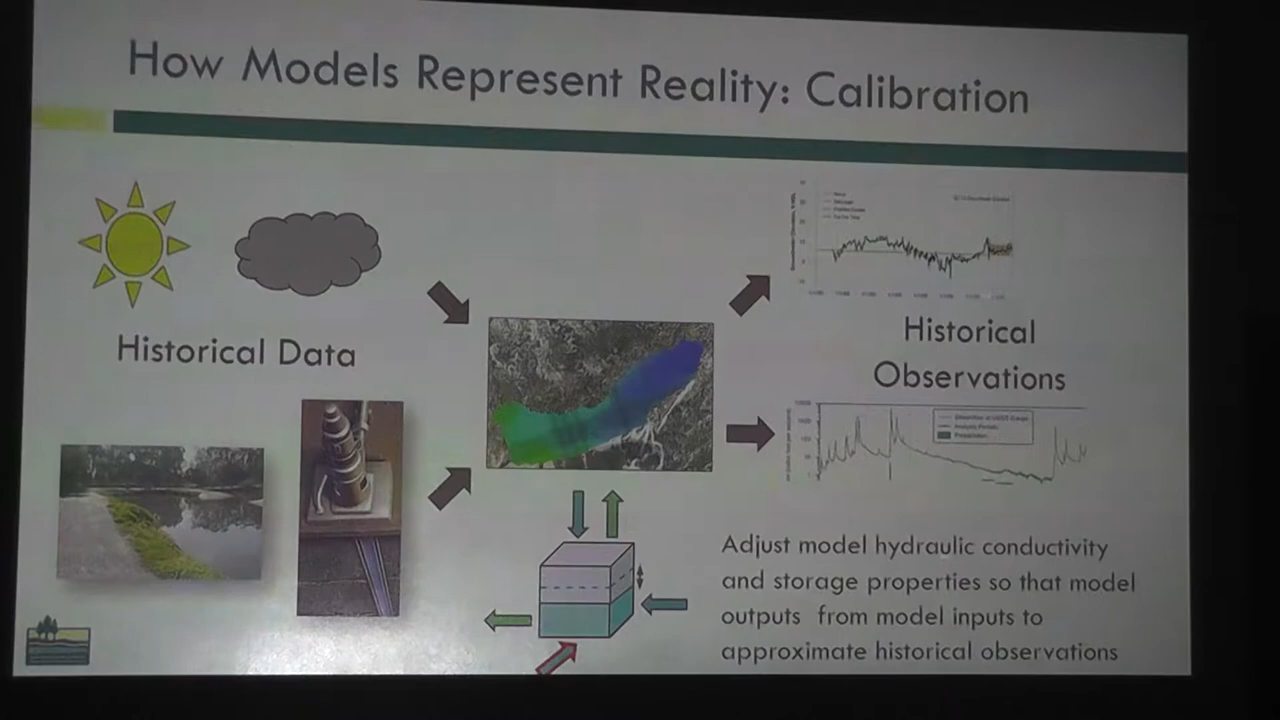 How Models Represent Reality: Calibration
Historical Data
Historical
Observations
Adjust model hydraulic conductivity
and storage properties so that model
outputs from model inputs to
approximate historical observations